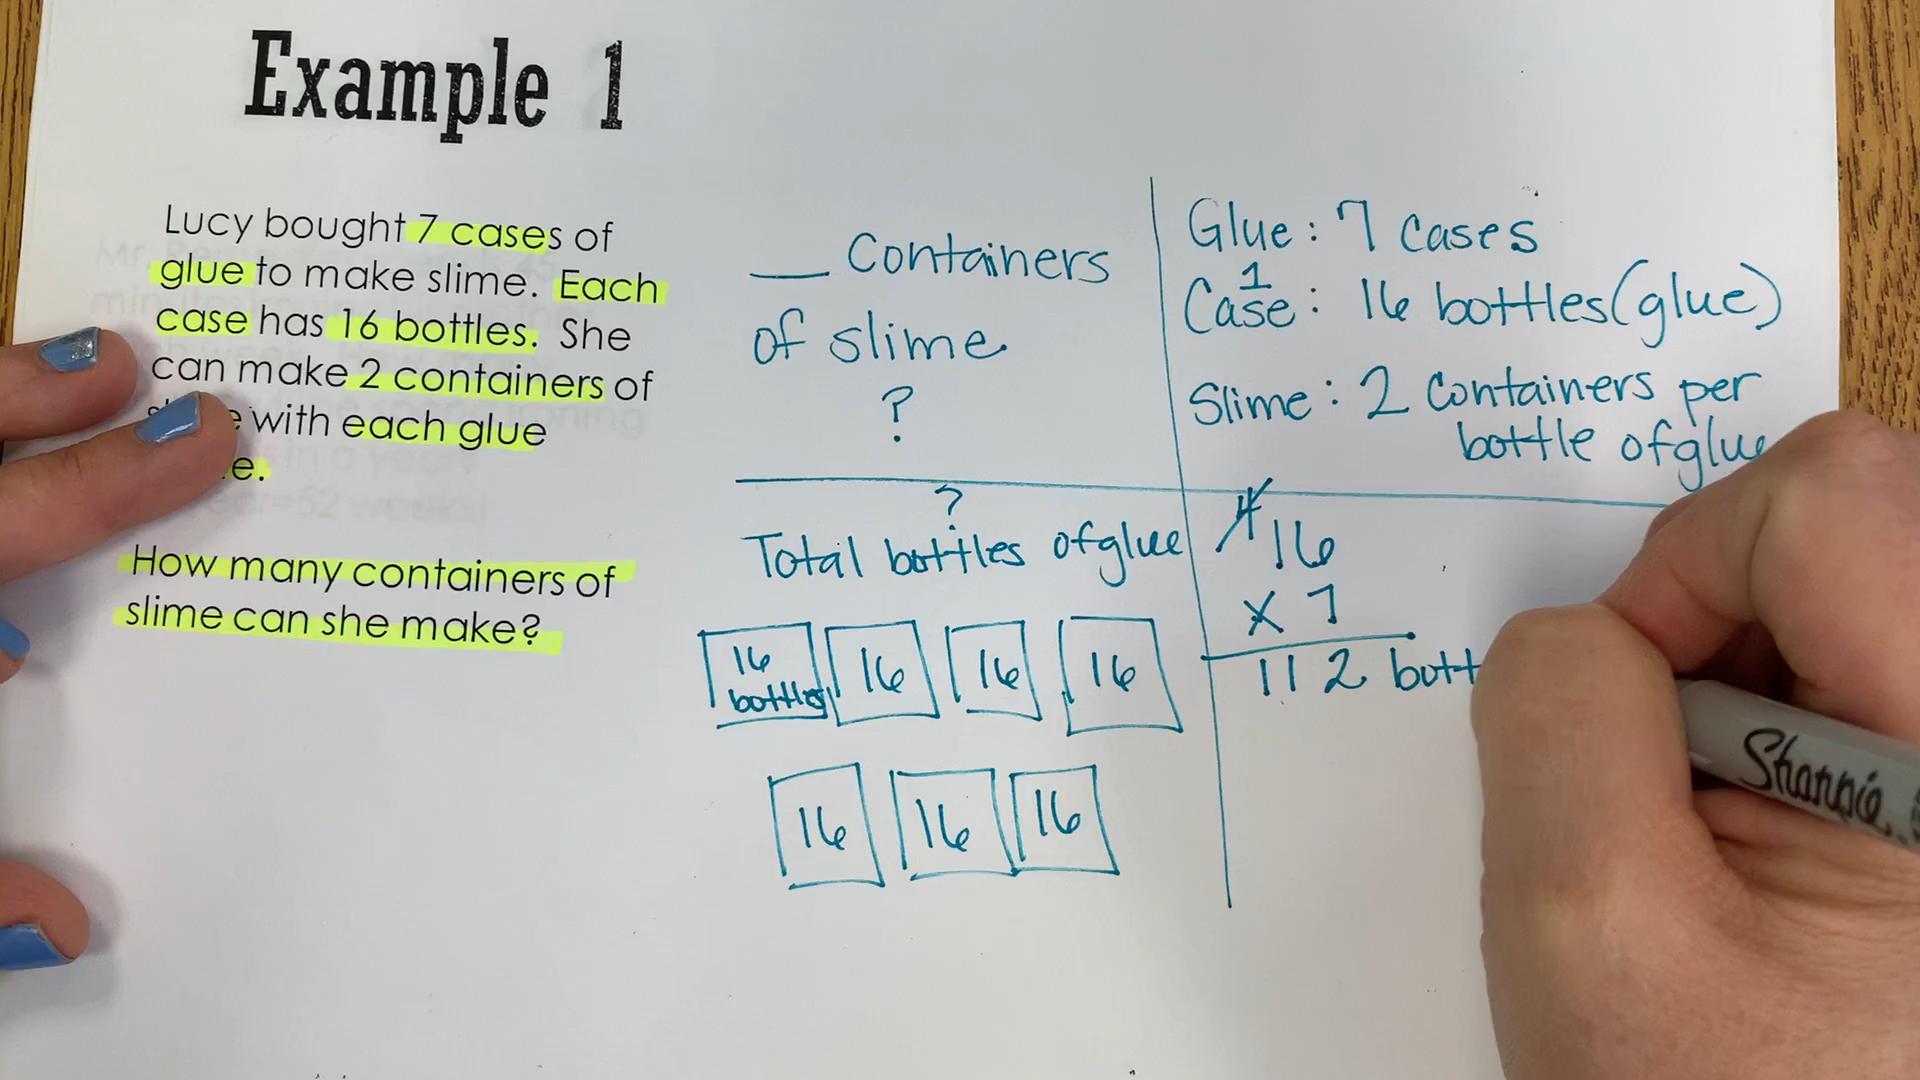 Example 1
Lucy bought 7 cases of
glue to make slime. Each
case has 16 bottles. She
can make 2 containers of
with each glue
e.
How many containers of
slime can she make?
__ Containers
of slime
?
Glue: 7 cases
1
Case: 16 bottles (glue)
Slime: 2 containers per
bottle of glue
?
Total bottles of glue
16
bottles
16
16
16
16
16
16
4
16
x 7
112 bott
Sharpie